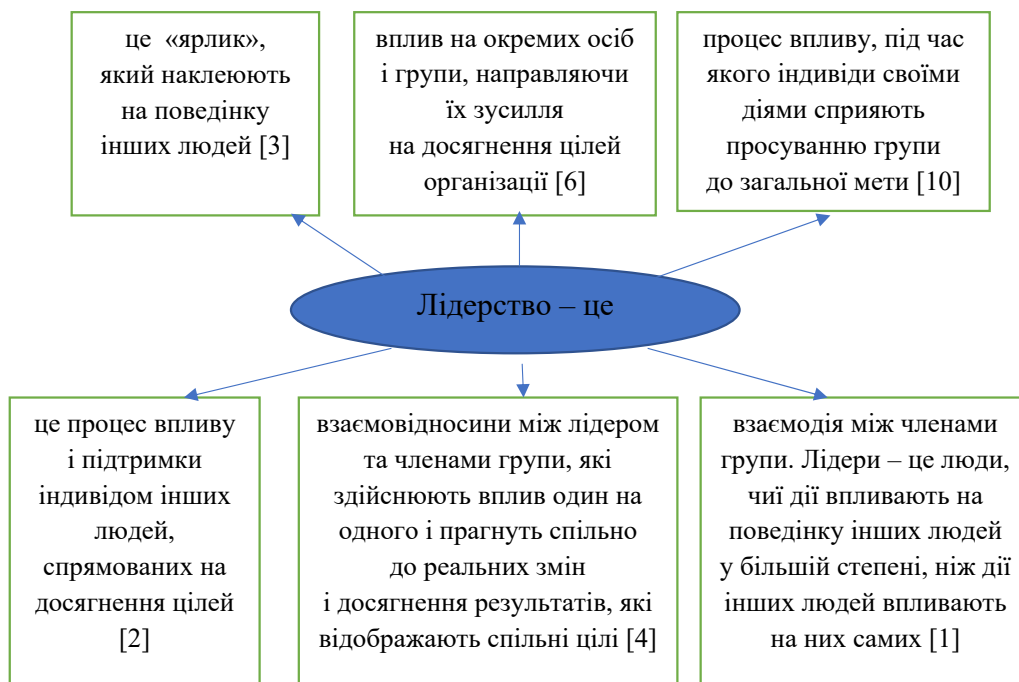 це «ярлик»,
який наклеюють
на поведінку
інших людей [3]
вплив на окремих осіб
і групи, направляючи
їх зусилля
на досягнення цілей
організації [6]
процес впливу, під час
якого індивіди своїми
діями сприяють
просуванню групи
до загальної мети [10]
Лідерство – це
це процес впливу
і підтримки
індивідом інших
людей,
спрямованих на
досягнення цілей
[2]
взаємовідносини між лідером
та членами групи, які
здійснюють вплив один на
одного і прагнуть спільно
до реальних змін
і досягнення результатів, які
відображають спільні цілі [4]
взаємодія між членами
групи. Лідери – це люди,
чиї дії впливають на
поведінку інших людей
у більшій степені, ніж дії
інших людей впливають
на них самих [1]